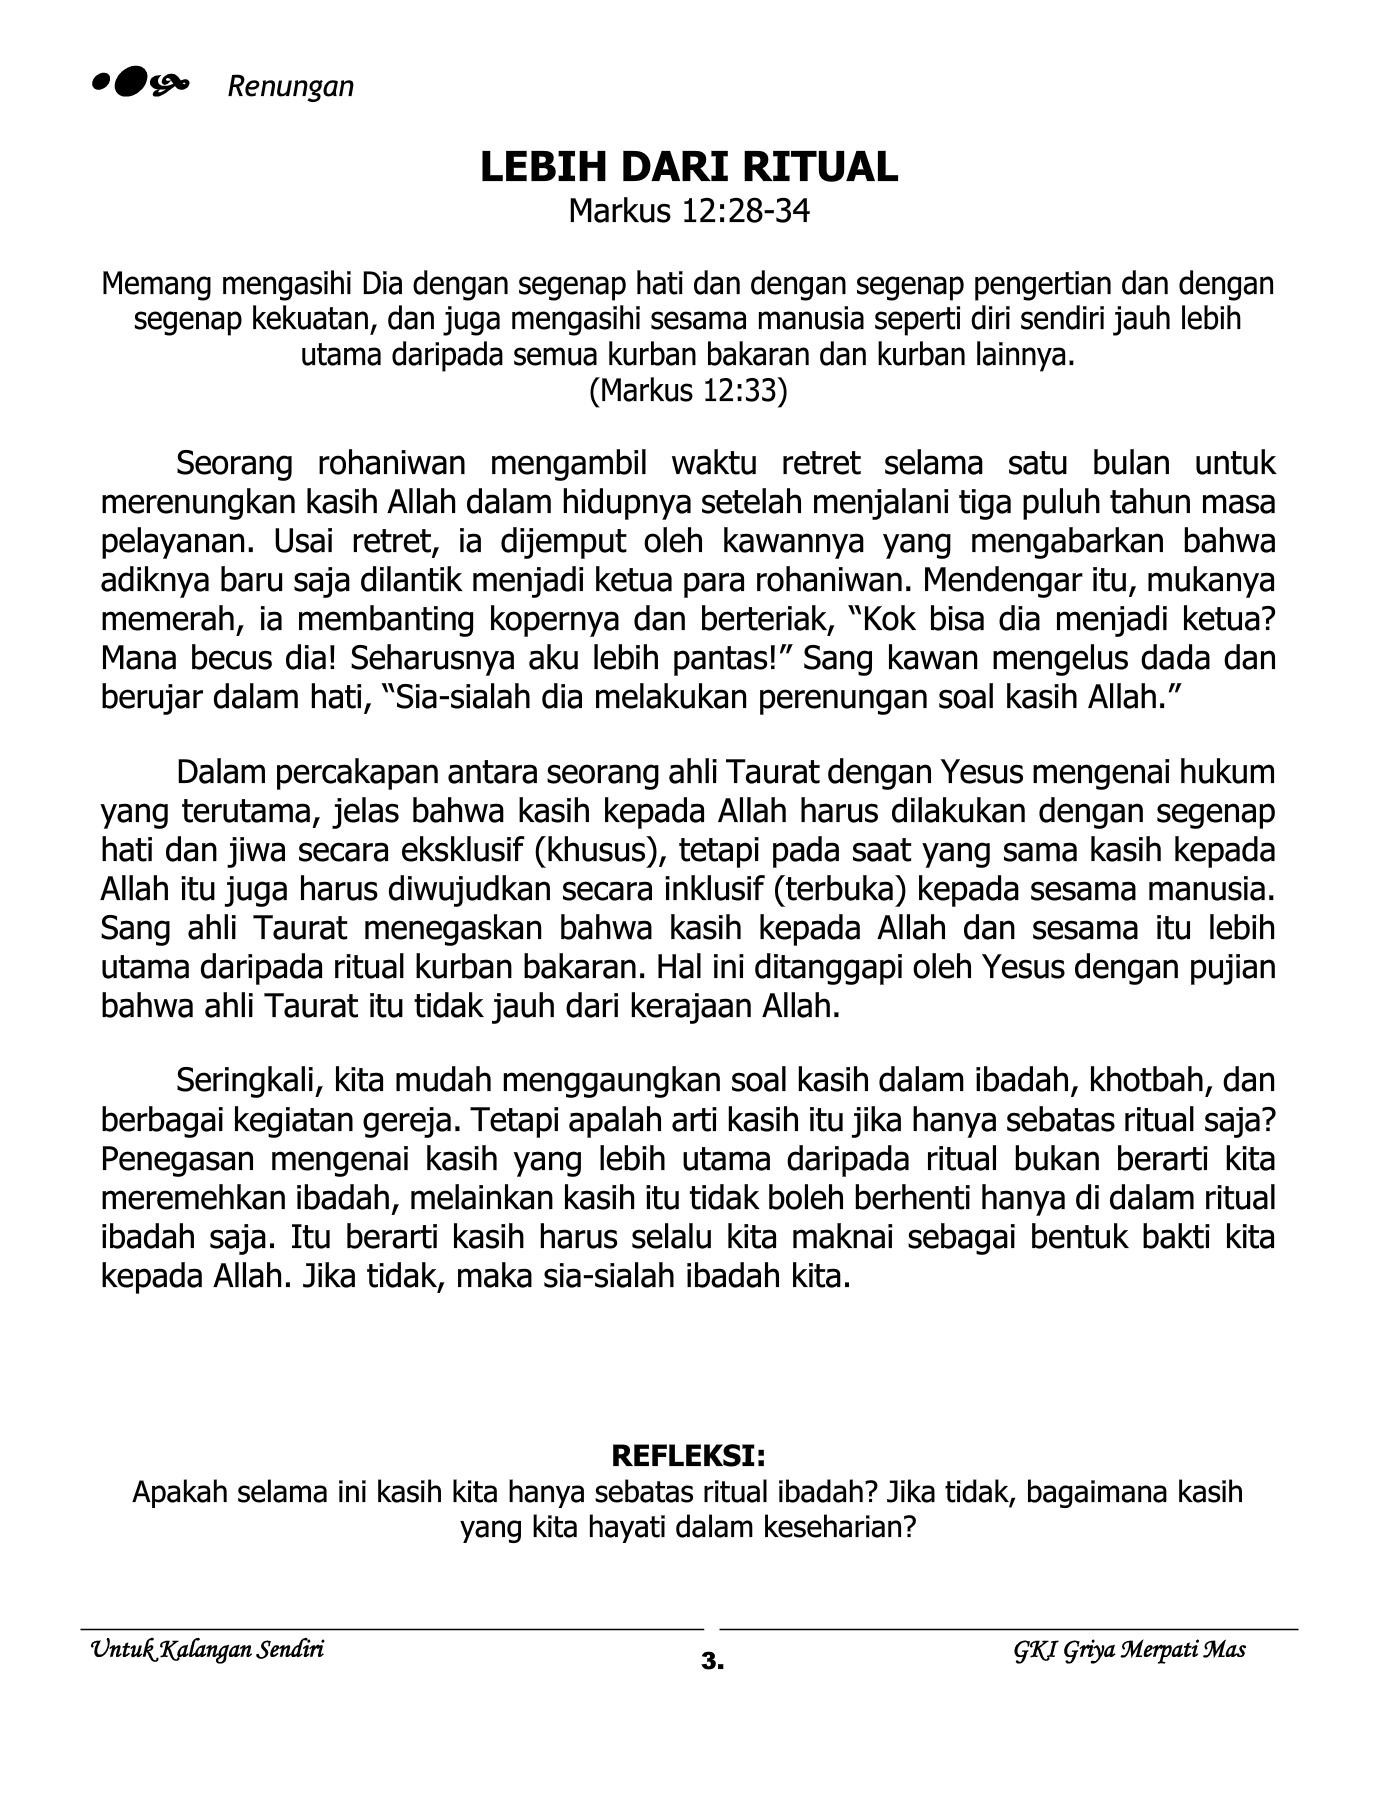 Renungan
LEBIH DARI RITUAL
Markus 12:28-34
Memang mengasihi Dia dengan segenap hati dan dengan segenap pengertian dan dengan
segenap kekuatan, dan juga mengasihi sesama manusia seperti diri sendiri jauh lebih
utama daripada semua kurban bakaran dan kurban lainnya.
(Markus 12:33)
Seorang rohaniwan mengambil waktu retret selama satu bulan untuk
merenungkan kasih Allah dalam hidupnya setelah menjalani tiga puluh tahun masa
pelayanan. Usai retret, ia dijemput oleh kawannya yang mengabarkan bahwa
adiknya baru saja dilantik menjadi ketua para rohaniwan. Mendengar itu, mukanya
memerah, ia membanting kopernya dan berteriak, “Kok bisa dia menjadi ketua?
Mana becus dia! Seharusnya aku lebih pantas!” Sang kawan mengelus dada dan
berujar dalam hati, “Sia-sialah dia melakukan perenungan soal kasih Allah.”
Dalam percakapan antara seorang ahli Taurat dengan Yesus mengenai hukum
yang terutama, jelas bahwa kasih kepada Allah harus dilakukan dengan segenap
hati dan jiwa secara eksklusif (khusus), tetapi pada saat yang sama kasih kepada
Allah itu juga harus diwujudkan secara inklusif (terbuka) kepada sesama manusia.
Sang ahli Taurat menegaskan bahwa kasih kepada Allah dan sesama itu lebih
utama daripada ritual kurban bakaran. Hal ini ditanggapi oleh Yesus dengan pujian
bahwa ahli Taurat itu tidak jauh dari kerajaan Allah.
Seringkali, kita mudah menggaungkan soal kasih dalam ibadah, khotbah, dan
berbagai kegiatan gereja. Tetapi apalah arti kasih itu jika hanya sebatas ritual saja?
Penegasan mengenai kasih yang lebih utama daripada ritual bukan berarti kita
meremehkan ibadah, melainkan kasih itu tidak boleh berhenti hanya di dalam ritual
ibadah saja. Itu berarti kasih harus selalu kita maknai sebagai bentuk bakti kita
kepada Allah. Jika tidak, maka sia-sialah ibadah kita.
REFLEKSI:
Apakah selama ini kasih kita hanya sebatas ritual ibadah? Jika tidak, bagaimana kasih
yang kita hayati dalam keseharian?
Untuk Kalangan Sendiri
3.
GKI Griya Merpati Mas